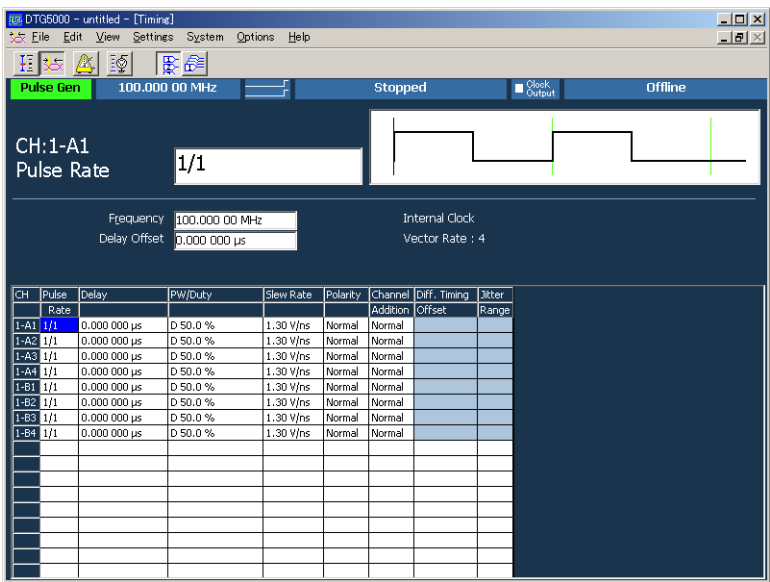 DTG5000 - untitled - [Timing]
File Edit View Settings System Options Help
Pulse Gen 100.000 00 MHz Stopped Clock Output Offline
CH:1-A1
Pulse Rate 1/1
Frequency 100.000 00 MHz Internal Clock
Delay Offset 0.000 000 µs Vector Rate : 4
CH Pulse Delay PW/Duty Slew Rate Polarity Channel Diff. Timing Jitter
Rate Addition Offset Range
1-A1 1/1 0.000 000 µs D 50.0 % 1.30 V/ns Normal Normal
1-A2 1/1 0.000 000 µs D 50.0 % 1.30 V/ns Normal Normal
1-A3 1/1 0.000 000 µs D 50.0 % 1.30 V/ns Normal Normal
1-A4 1/1 0.000 000 µs D 50.0 % 1.30 V/ns Normal Normal
1-B1 1/1 0.000 000 µs D 50.0 % 1.30 V/ns Normal Normal
1-B2 1/1 0.000 000 µs D 50.0 % 1.30 V/ns Normal Normal
1-B3 1/1 0.000 000 µs D 50.0 % 1.30 V/ns Normal Normal
1-B4 1/1 0.000 000 µs D 50.0 % 1.30 V/ns Normal Normal